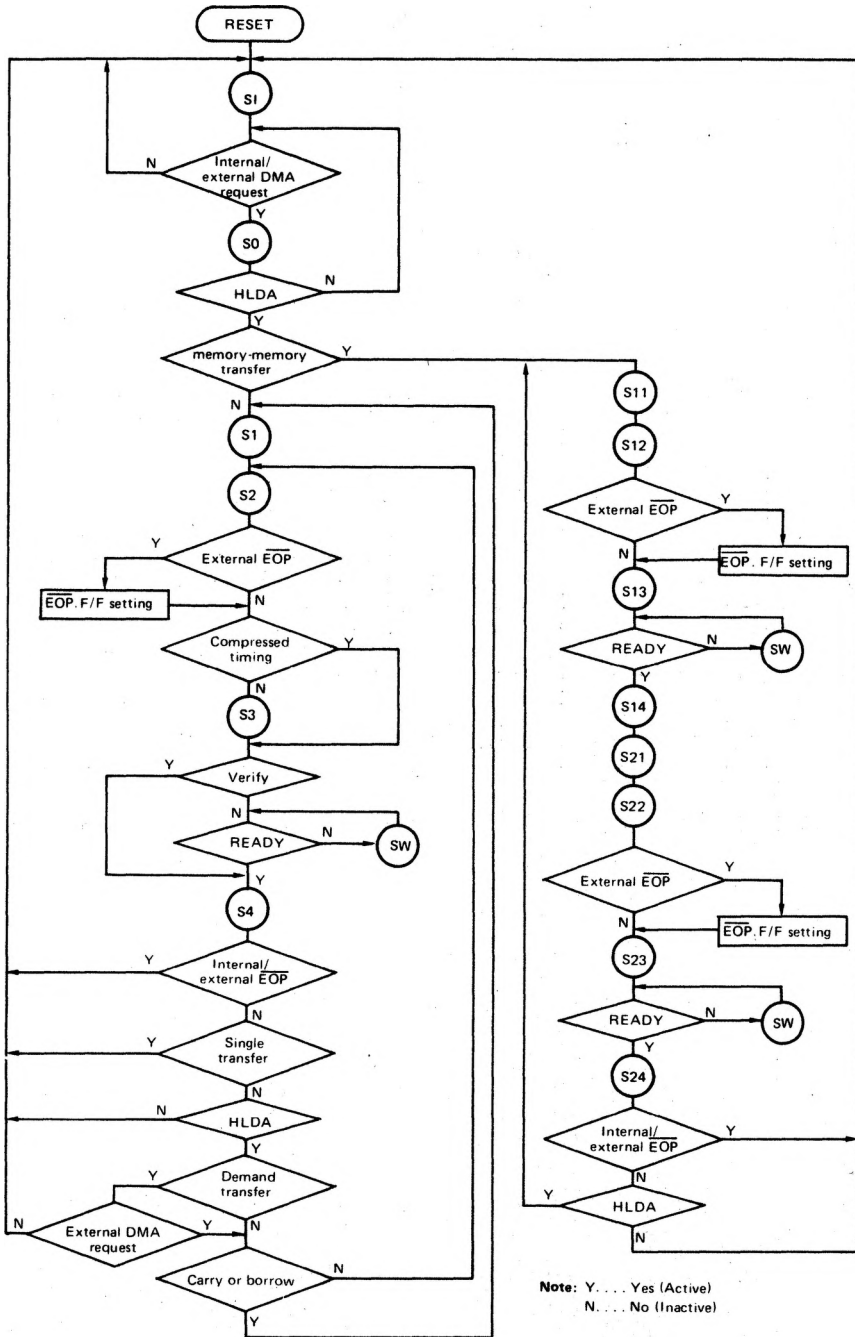 RESET
SI
N
Internal/
external DMA
request
Y
S0
HLDA
N
Y
memory-memory
transfer
Y
N
S1
S2
External EOP
Y
EOP. F/F setting
N
Compressed
timing
Y
N
S3
Verify
Y
N
READY
N
SW
Y
S4
Internal/
external EOP
Y
N
Single
transfer
Y
N
HLDA
N
Y
Demand
transfer
Y
N
External DMA
request
N
Y
Carry or borrow
N
Y
S11
S12
External EOP
Y
EOP. F/F setting
N
S13
READY
N
SW
Y
S14
S21
S22
External EOP
Y
EOP. F/F setting
N
S23
READY
N
SW
Y
S24
Internal/
external EOP
Y
N
HLDA
Y
N
Note: Y.... Yes (Active)
N.... No (Inactive)